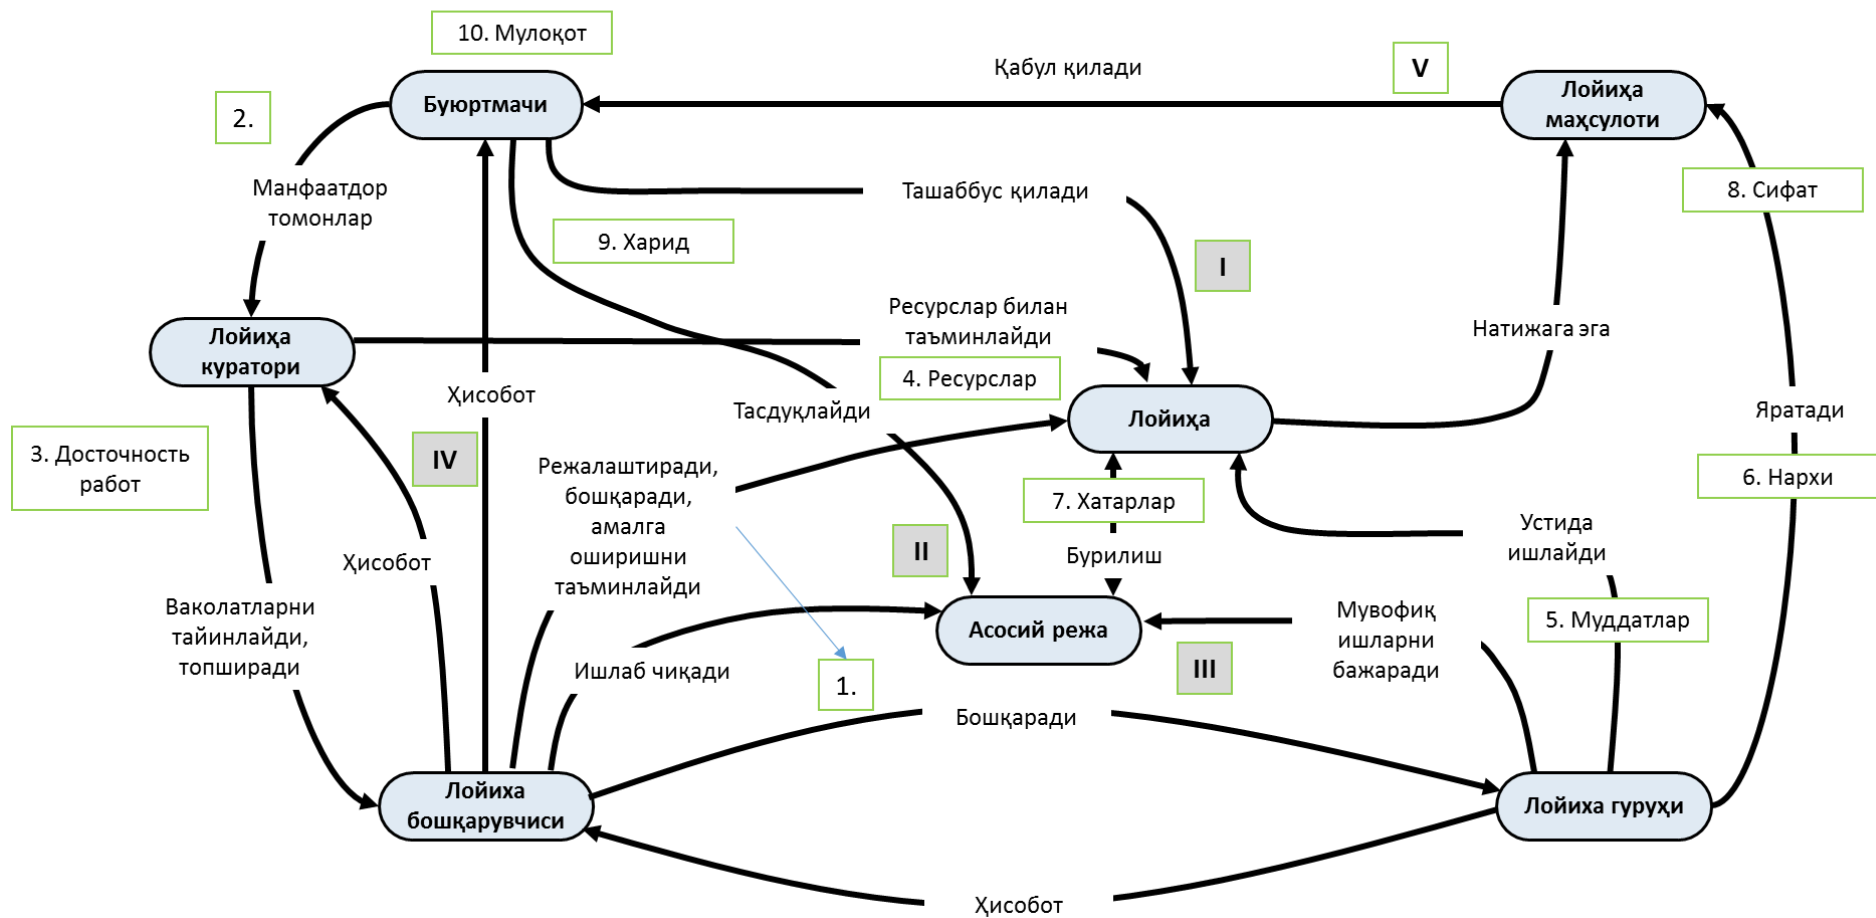 10. Мулоқот
Қабул қилади
V
Буюртмачи
Лойиҳа
маҳсулоти
2.
Манфаатдор
томонлар
Ташаббус қилади
8. Сифат
9. Харид
I
Ресурслар билан
таъминлайди
Натижага эга
Лойиҳа
куратори
4. Ресурслар
Ҳисобот
Тасдуқлайди
Лойиҳа
Яратади
3. Досточность
работ
IV
Режалаштиради,
бошқаради,
амалга
оширишни
таъминлайди
7. Хатарлар
6. Нархи
Устида
ишлайди
Ҳисобот
II
Бурилиш
Ваколатларни
тайинлайди,
топширади
Асосий режа
Мувофиқ
ишларни
бажаради
5. Муддатлар
Ишлаб чиқади
1.
III
Бошқаради
Лойиха
бошқарувчиси
Лойиха гуруҳи
Ҳисобот